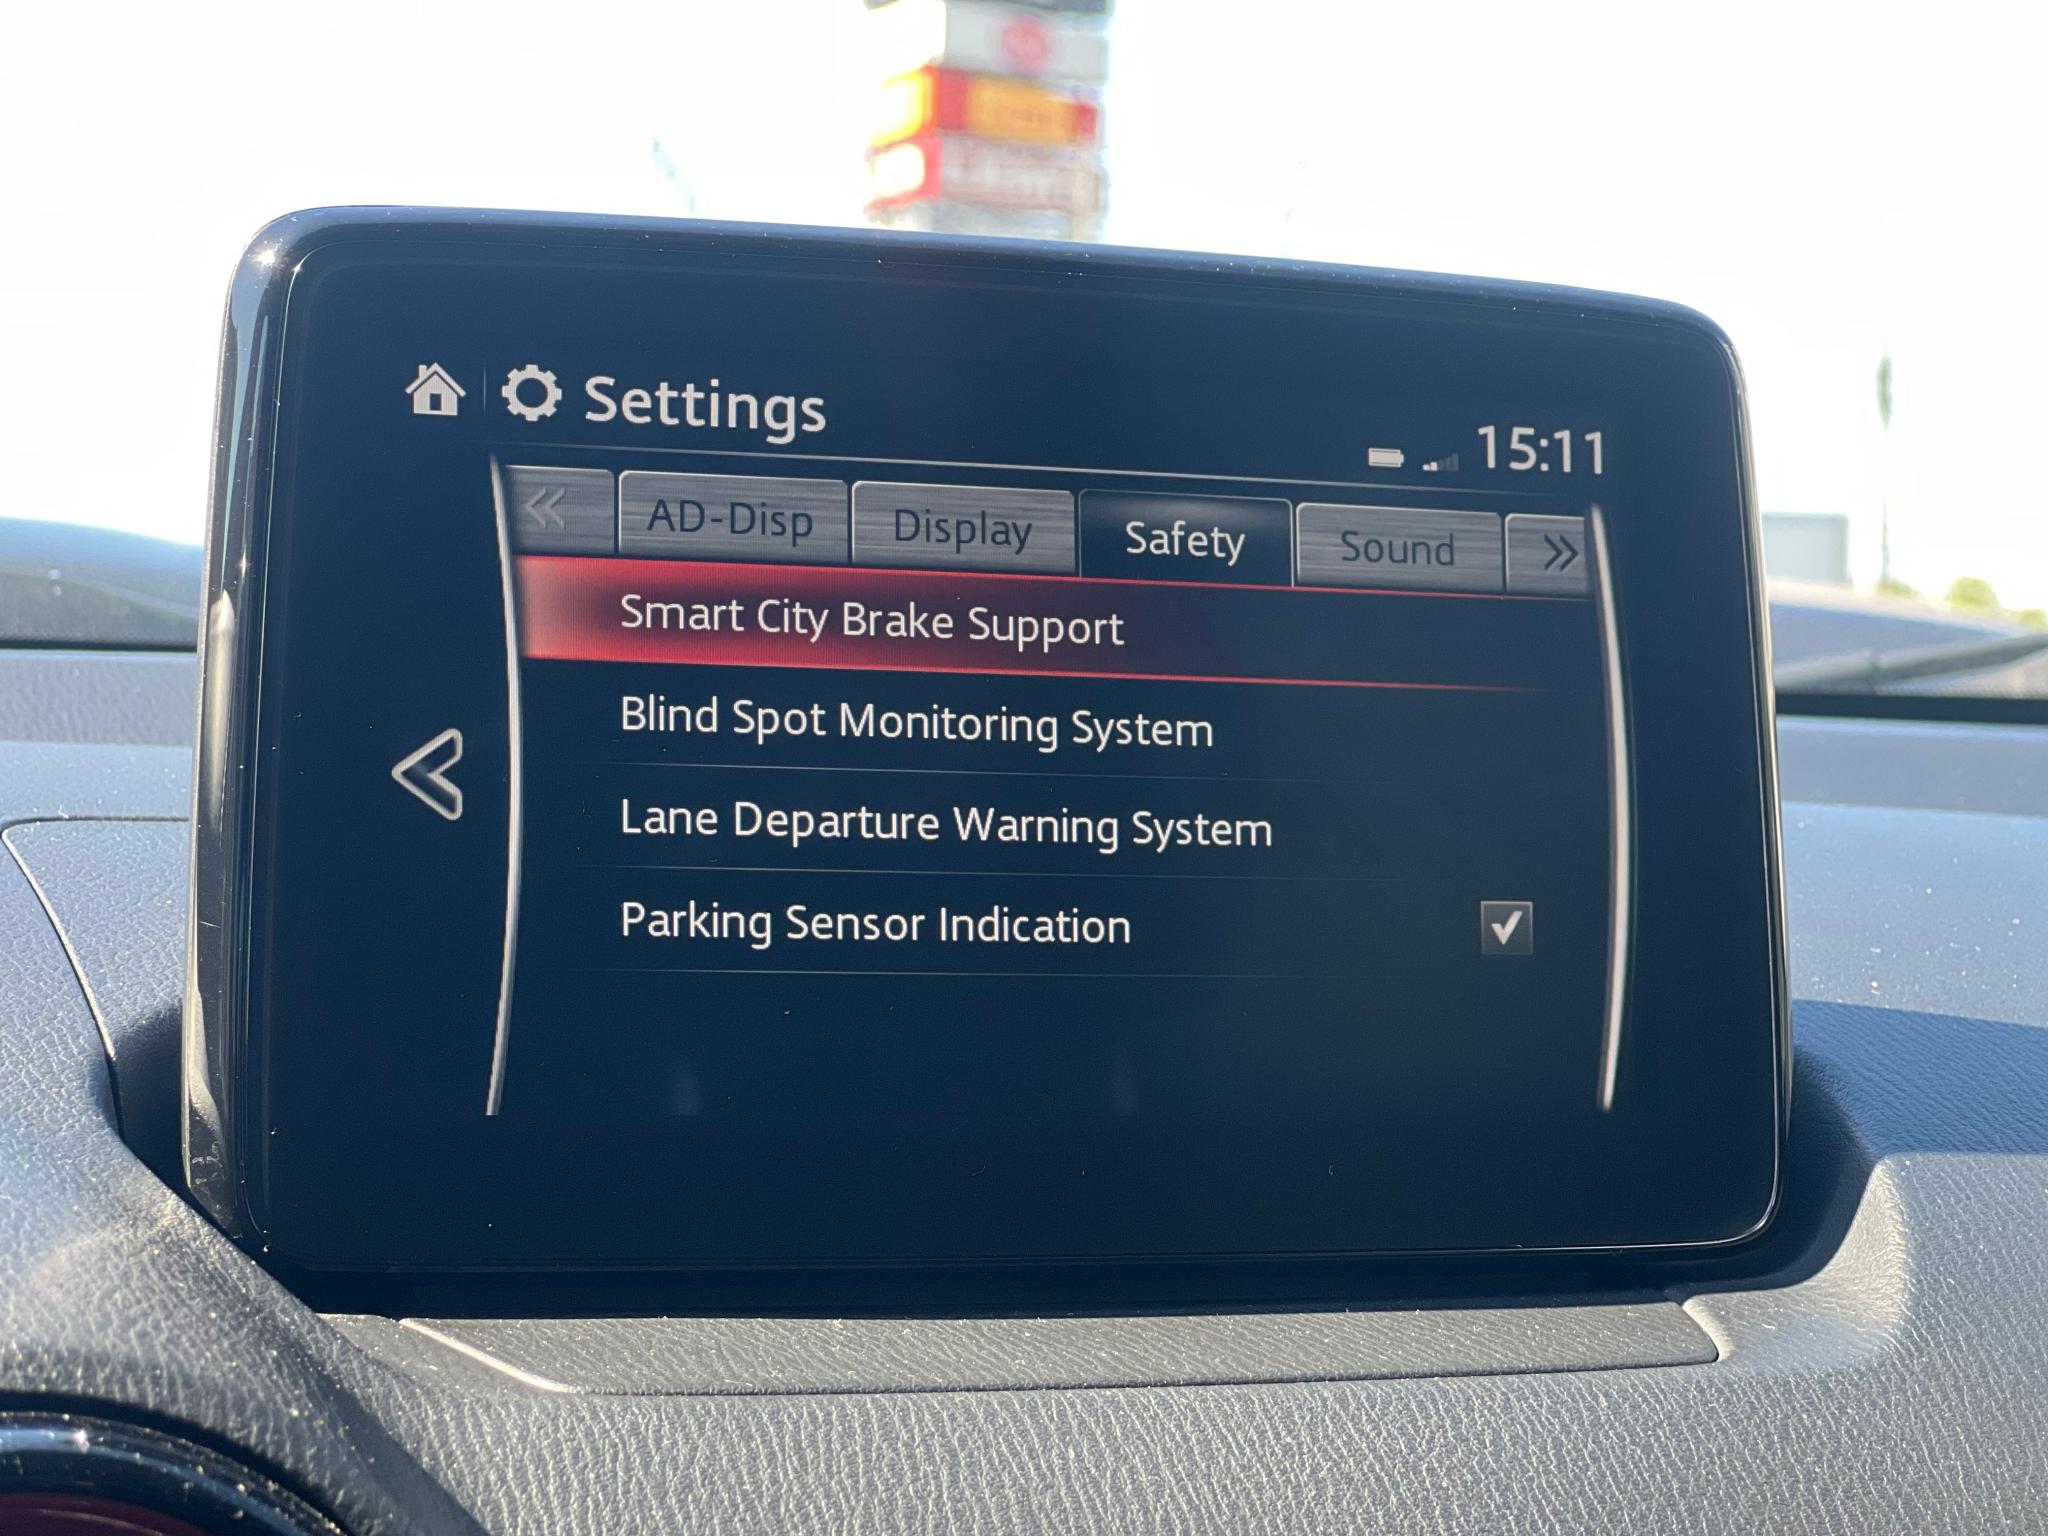 Settings
15:11
AD-Disp Display Safety Sound
Smart City Brake Support
Blind Spot Monitoring System
Lane Departure Warning System
Parking Sensor Indication